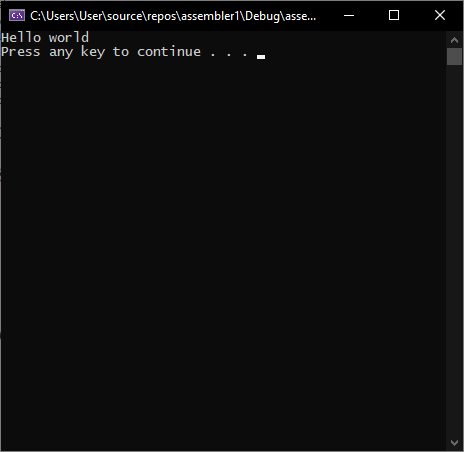 C:\Users\User\source\repos\assembler1\Debug\asse...
Hello world
Press any key to continue . . .